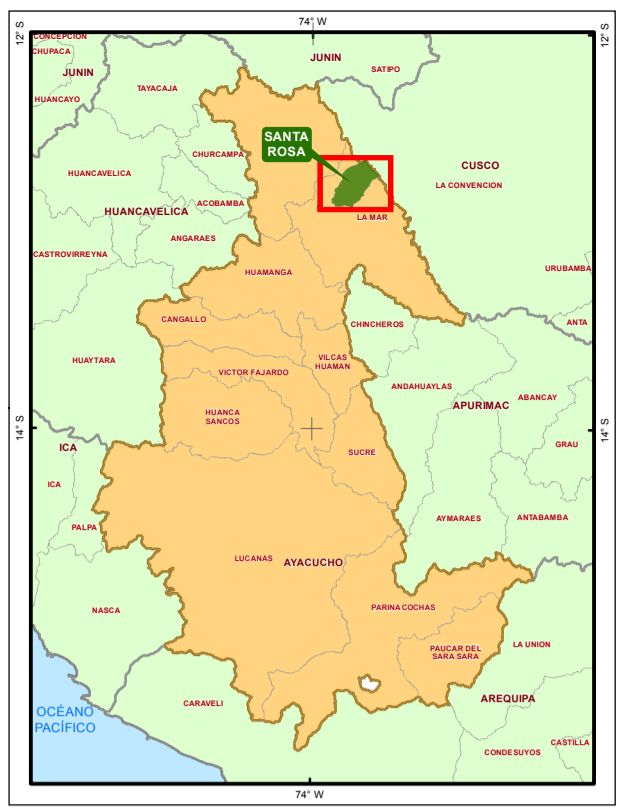 74° W
12° S
12° S
CONCEPCION
CHUPACA
JUNIN
HUANCAYO
TAYACAJA
JUNIN
SATIPO
SANTA
ROSA
CHURCAMPA
CUSCO
LA CONVENCION
HUANCAVELICA
ACOBAMBA
HUANCAVELICA
LA MAR
ANGARAES
CASTROVIRREYNA
HUAMANGA
URUBAMBA
CANGALLO
CHINCHEROS
ANTA
HUAYTARA
VILCAS
HUAMAN
VICTOR FAJARDO
ANDAHUAYLAS
ABANCAY
APURIMAC
HUANCA
SANCOS
14° S
14° S
GRAU
ICA
SUCRE
ICA
PALPA
AYMARAES
ANTABAMBA
LUCANAS
AYACUCHO
NASCA
PARINACOCHAS
PAUCAR DEL
SARA SARA
LA UNION
CARAVELI
AREQUIPA
OCÉANO
PACÍFICO
CASTILLA
CONDESUYOS
74° W